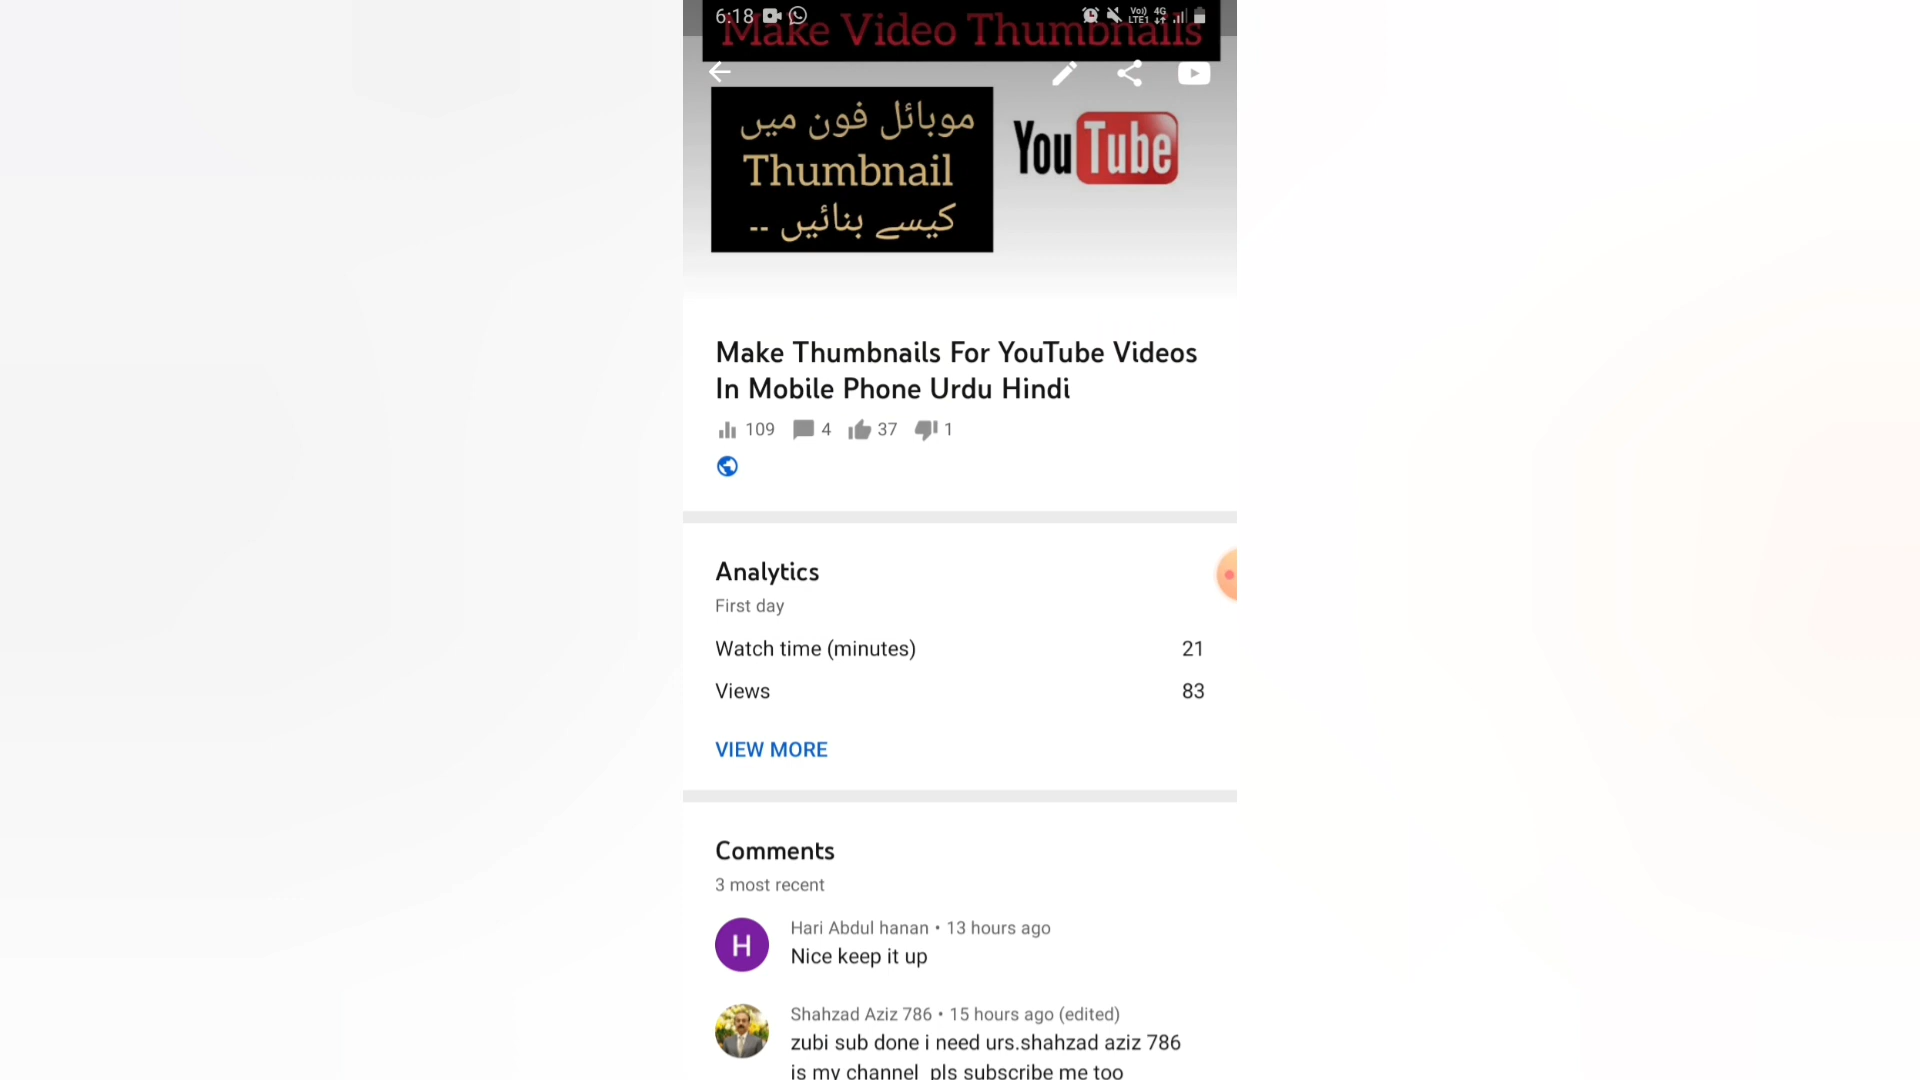 6:18 Vo)) LTE1 4G
Make Video Thumbnails
موبائل فون میں
Thumbnail
کیسے بنائیں --
YouTube
Make Thumbnails For YouTube Videos
In Mobile Phone Urdu Hindi
109 4 37 1
Analytics
First day
Watch time (minutes) 21
Views 83
VIEW MORE
Comments
3 most recent
H
Hari Abdul hanan • 13 hours ago
Nice keep it up
Shahzad Aziz 786 • 15 hours ago (edited)
zubi sub done i need urs.shahzad aziz 786
is my channel pls subscribe me too